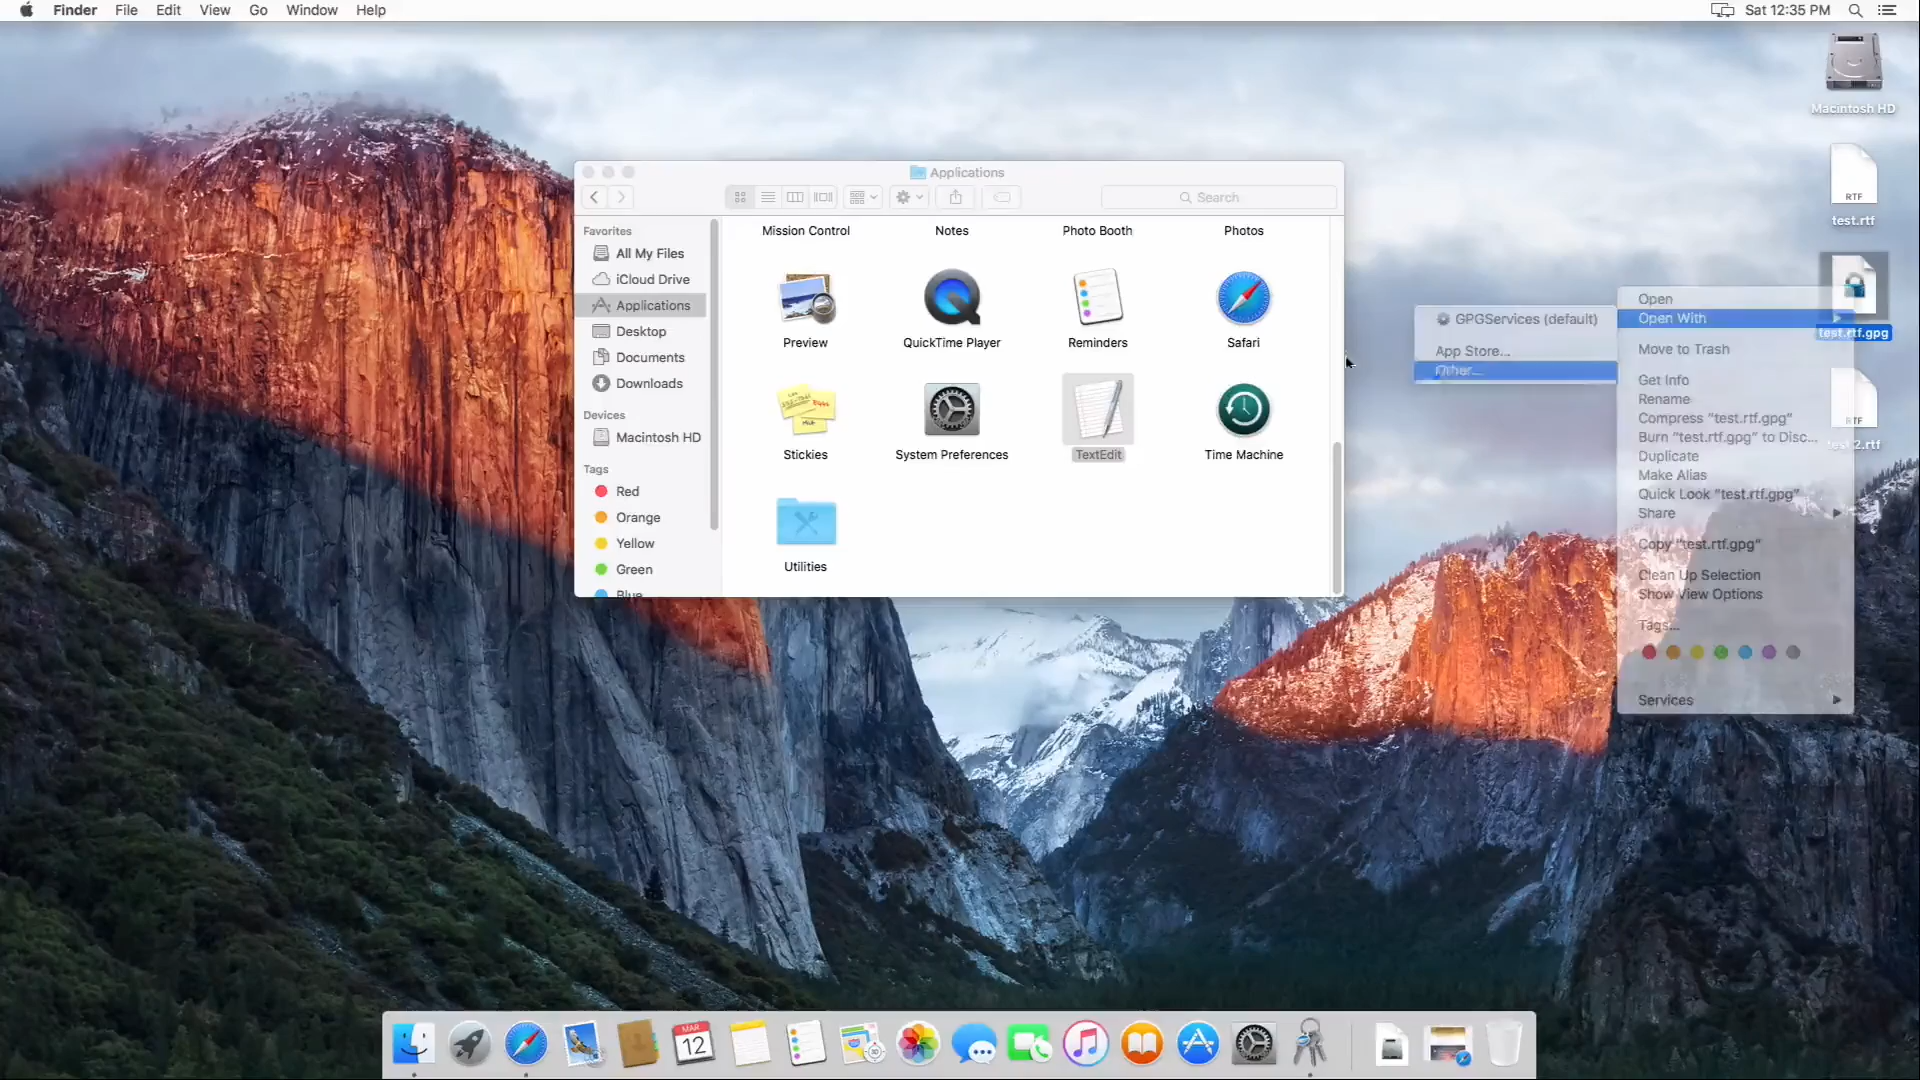 Finder File Edit View Go Window Help
Sat 12:35 PM
Macintosh HD
RTF
test.rtf
test.rtf.gpg
RTF
Applications
Search
Favorites
All My Files
iCloud Drive
Applications
Desktop
Documents
Downloads
Devices
Macintosh HD
Tags
Red
Orange
Yellow
Green
Blue
Mission Control Notes Photo Booth Photos
Preview QuickTime Player Reminders Safari
Stickies System Preferences TextEdit Time Machine
Utilities
GPGServices (default)
App Store...
Other...
Open
Open With
Move to Trash
Get Info
Rename
Compress "test.rtf.gpg"
Burn "test.rtf.gpg" to Disc...
Duplicate
Make Alias
Quick Look "test.rtf.gpg"
Share
Copy "test.rtf.gpg"
Clean Up Selection
Show View Options
Tags...
Services
MAR
12